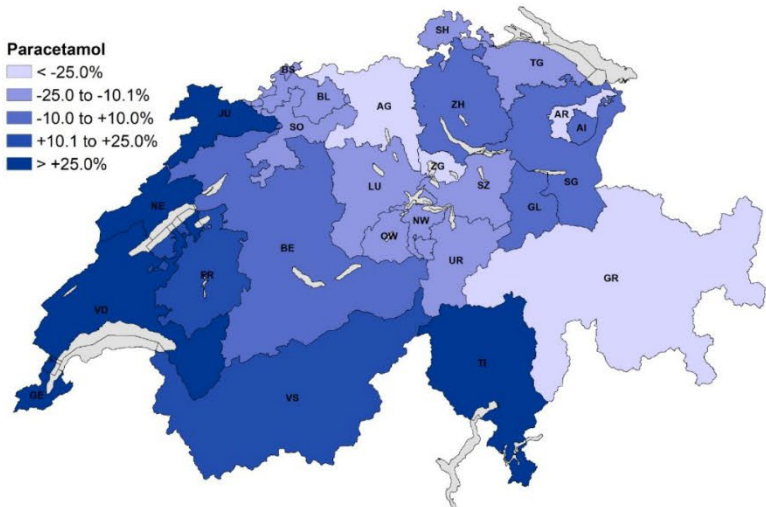 Paracetamol
< -25.0%
-25.0 to -10.1%
-10.0 to +10.0%
+10.1 to +25.0%
> +25.0%
SH
BS
TG
BL
JU
AG
ZH
AR
AI
SO
ZG
NE
LU
SZ
SG
GL
NW
OW
BE
FR
UR
GR
VD
TI
GE
VS